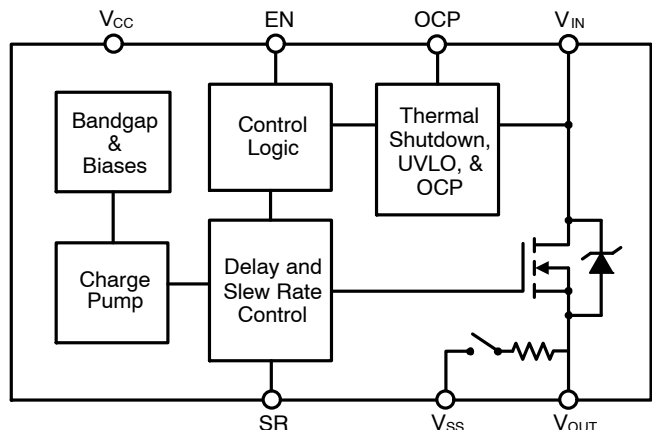 VCC
EN
OCP
VIN
Bandgap
&
Biases
Control
Logic
Thermal
Shutdown,
UVLO, &
OCP
Charge
Pump
Delay and
Slew Rate
Control
SR
VSS
VOUT